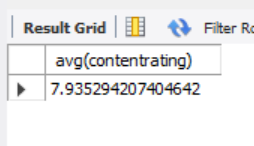 Result Grid Filter Ro
avg(contentrating)
7.935294207404642